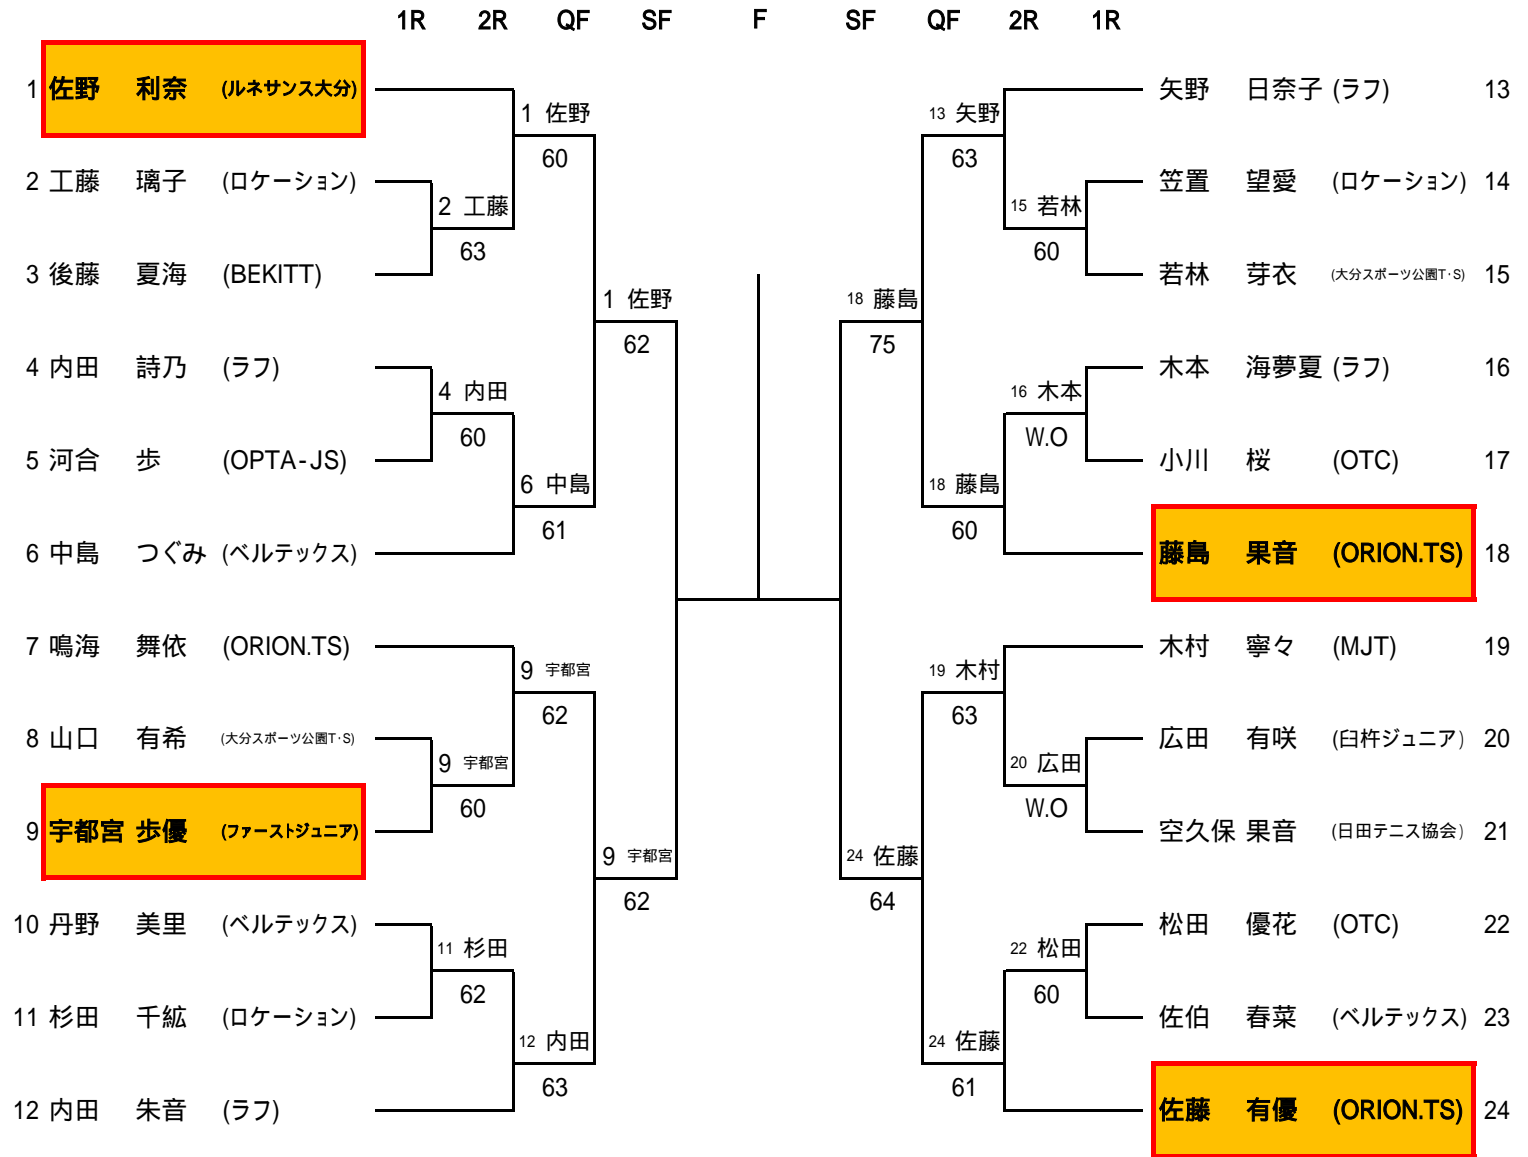 1R 2R QF SF F SF QF 2R 1R
1 佐野 利奈 (ルネサンス大分) 矢野 日奈子 (ラフ) 13
1 佐野 13 矢野
60 63
2 工藤 璃子 (ロケーション) 笠置 望愛 (ロケーション) 14
2 工藤 15 若林
63 60
3 後藤 夏海 (BEKITT) 若林 芽衣 (大分スポーツ公園T・S) 15
1 佐野 18 藤島
62 75
4 内田 詩乃 (ラフ) 木本 海夢夏 (ラフ) 16
4 内田 16 木本
60 W.O
5 河合 歩 (OPTA-JS) 小川 桜 (OTC) 17
6 中島 18 藤島
61 60
6 中島 つぐみ (ベルテックス) 藤島 果音 (ORION.TS) 18
7 鳴海 舞依 (ORION.TS) 木村 寧々 (MJT) 19
9 宇都宮 19 木村
62 63
8 山口 有希 (大分スポーツ公園T・S) 広田 有咲 (臼杵ジュニア) 20
9 宇都宮 20 広田
60 W.O
9 宇都宮 歩優 (ファーストジュニア) 空久保 果音 (日田テニス協会) 21
9 宇都宮 24 佐藤
62 64
10 丹野 美里 (ベルテックス) 松田 優花 (OTC) 22
11 杉田 22 松田
62 60
11 杉田 千紘 (ロケーション) 佐伯 春菜 (ベルテックス) 23
12 内田 24 佐藤
63 61
12 内田 朱音 (ラフ) 佐藤 有優 (ORION.TS) 24